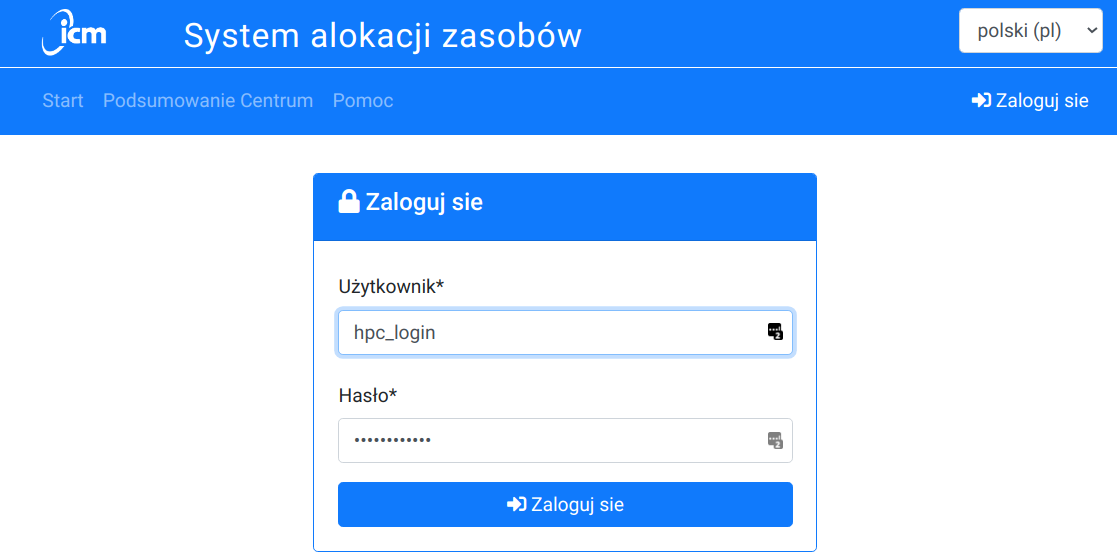 icm
System alokacji zasobów
polski (pl)
Start Podsumowanie Centrum Pomoc
Zaloguj sie
Zaloguj sie
Użytkownik*
hpc_login
Hasło*
••••••••••••
Zaloguj sie